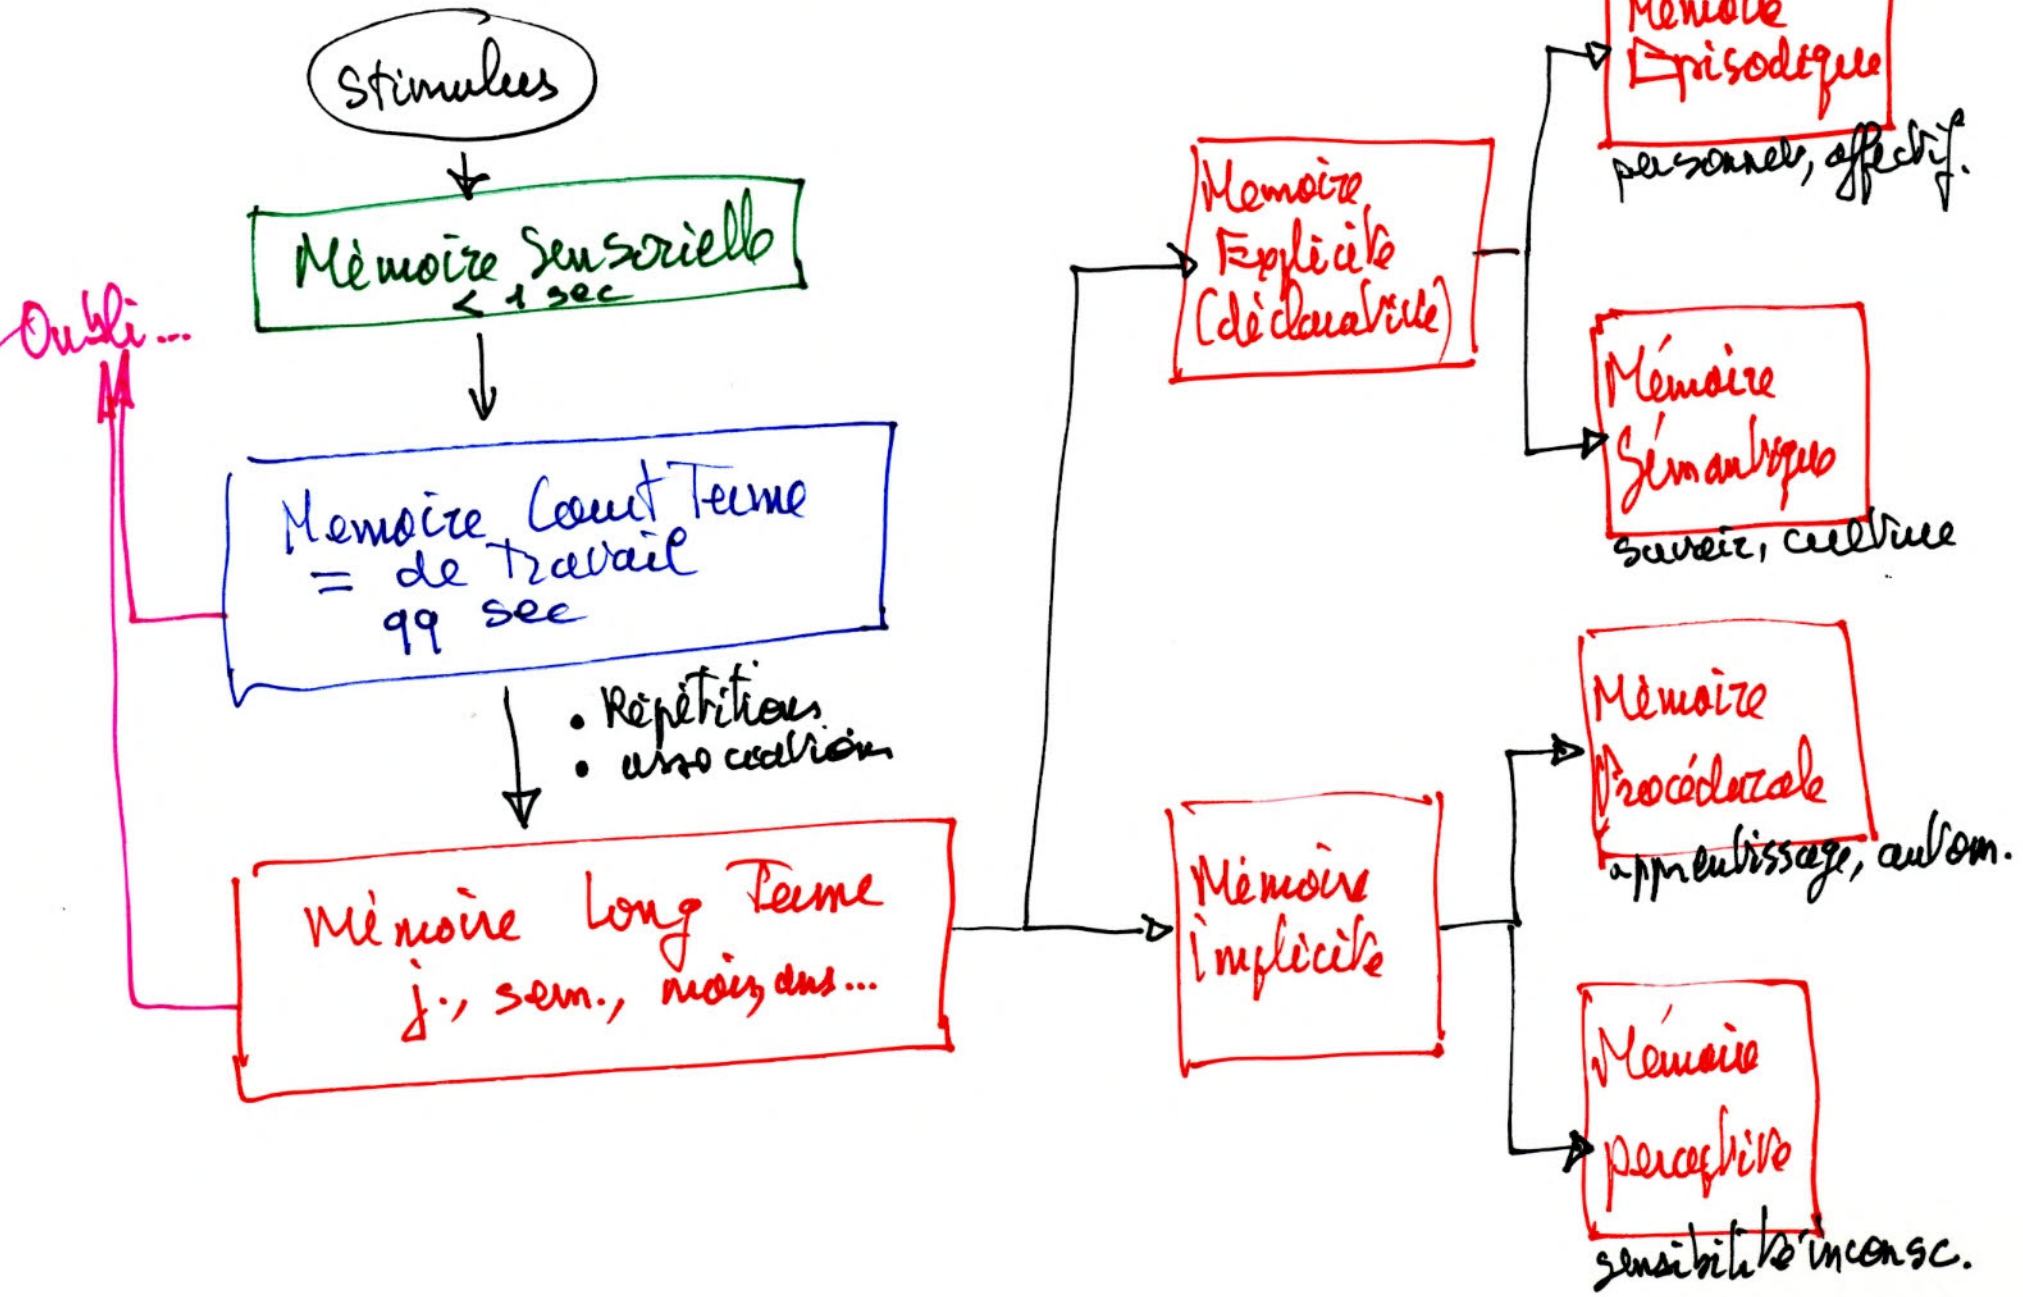 Stimulus
Mémoire Sensorielle
< 1 sec
Oubli...
Memoire Court Terme
= de Travail
99 sec
• Répétitions
• association
Mémoire Long Terme
j., sem., mois, ans...
Memoire
Explicite
(déclarative)
Mémoire
Episodique
personnel, affectif.
Mémoire
Sémantique
savoir, culture
Mémoire
implicite
Mémoire
Procédurale
apprentissage, autom.
Mémoire
perceptive
sensibilité inconsc.